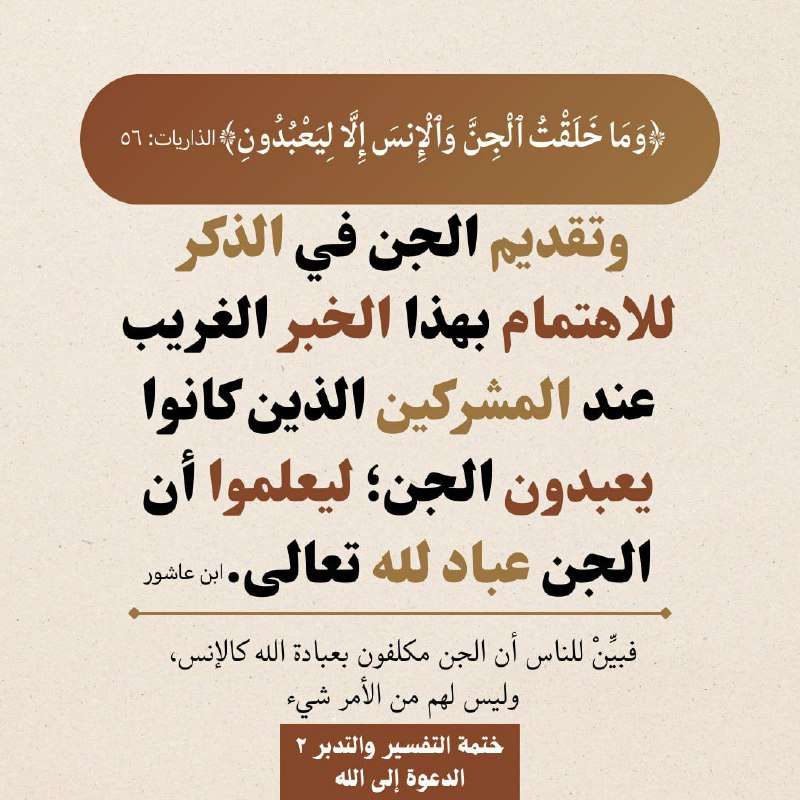 ﴿وَمَا خَلَقْتُ ٱلْجِنَّ وَٱلْإِنسَ إِلَّا لِيَعْبُدُونِ﴾ الذاريات: ٥٦
وتقديم الجن في الذكر
للاهتمام بهذا الخبر الغريب
عند المشركين الذين كانوا
يعبدون الجن؛ ليعلموا أن
الجن عباد لله تعالى. ابن عاشور
فبيِّنْ للناس أن الجن مكلفون بعبادة الله كالإنس،
وليس لهم من الأمر شيء
ختمة التفسير والتدبر ٢
الدعوة إلى الله